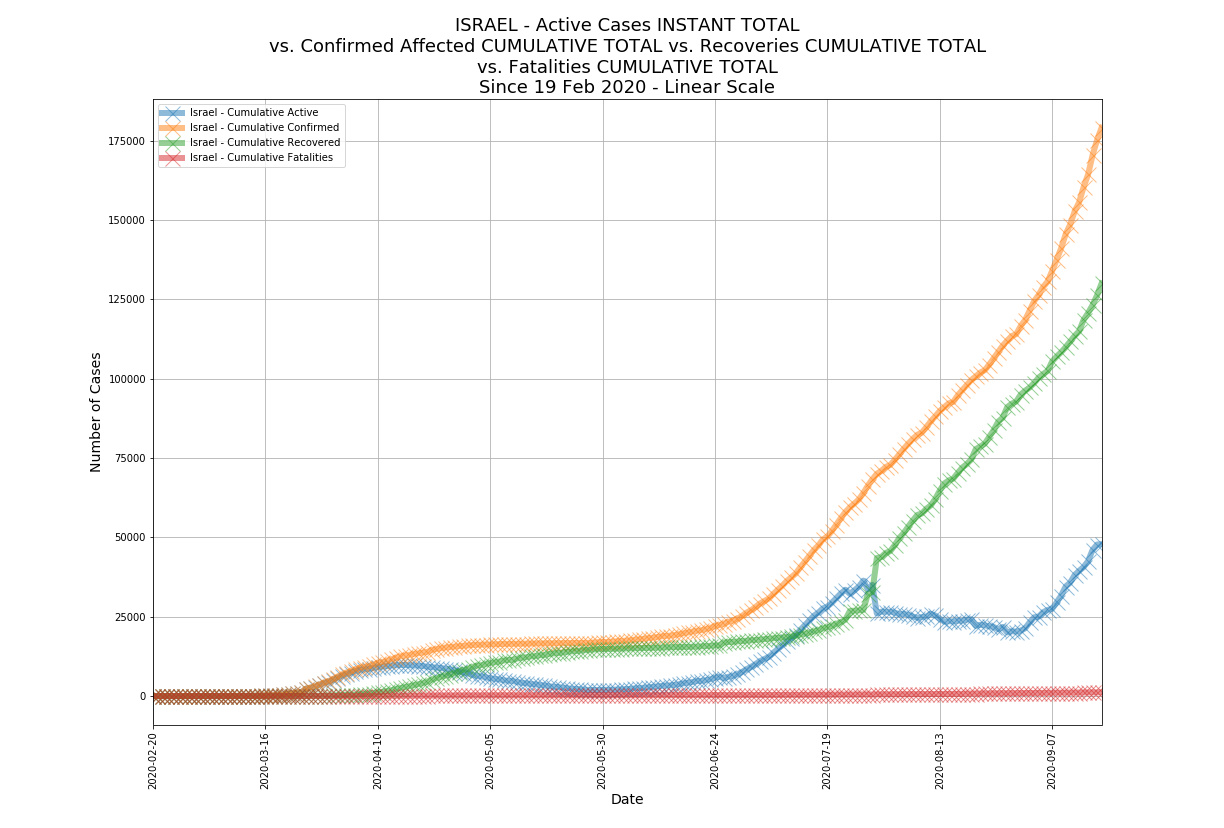 ISRAEL - Active Cases INSTANT TOTAL
vs. Confirmed Affected CUMULATIVE TOTAL vs. Recoveries CUMULATIVE TOTAL
vs. Fatalities CUMULATIVE TOTAL
Since 19 Feb 2020 - Linear Scale
Israel - Cumulative Active
Israel - Cumulative Confirmed
Israel - Cumulative Recovered
Israel - Cumulative Fatalities
Number of Cases
175000
150000
125000
100000
75000
50000
25000
0
2020-02-20
2020-03-16
2020-04-10
2020-05-05
2020-05-30
2020-06-24
2020-07-19
2020-08-13
2020-09-07
Date